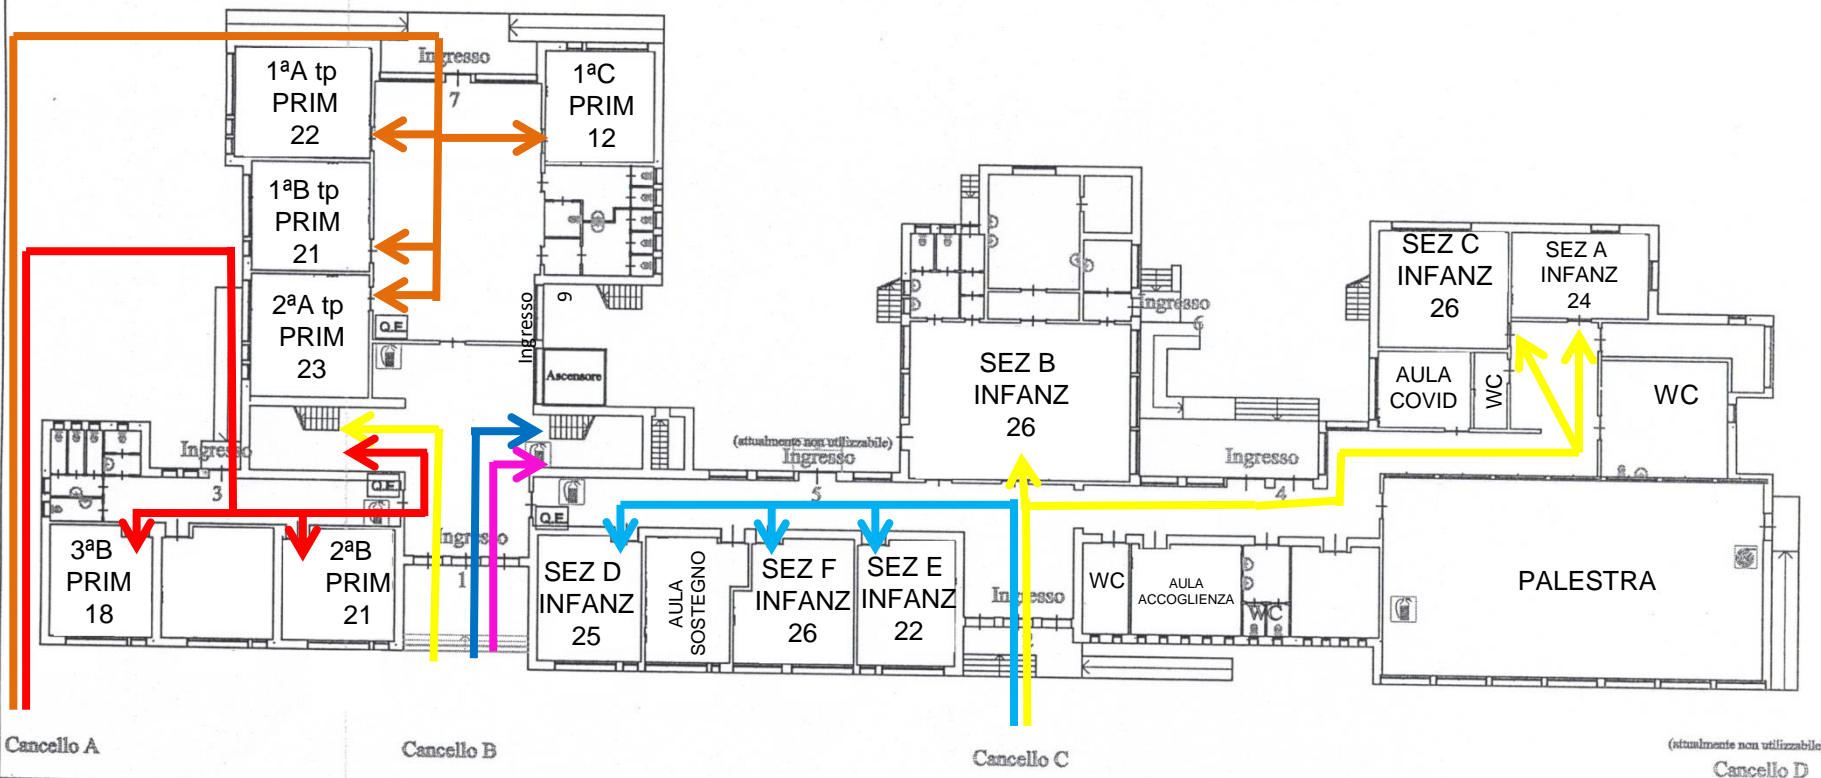 Ingresso
7
1ªA tp
PRIM
22
1ªC
PRIM
12
1ªB tp
PRIM
21
2ªA tp
PRIM
23
Q.E.
Ingresso
9
Ascensore
Ingresso
3
Q.E.
3ªB
PRIM
18
2ªB
PRIM
21
Ingresso
1
Q.E.
SEZ D
INFANZ
25
AULA
SOSTEGNO
SEZ F
INFANZ
26
SEZ E
INFANZ
22
(attualmente non utilizzabile)
Ingresso
5
SEZ B
INFANZ
26
Ingresso
6
Ingresso
4
Ingresso
SEZ C
INFANZ
26
SEZ A
INFANZ
24
AULA
COVID
WC
WC
WC
AULA
ACCOGLIENZA
WC
PALESTRA
Cancello A
Cancello B
Cancello C
(attualmente non utilizzabile
Cancello D